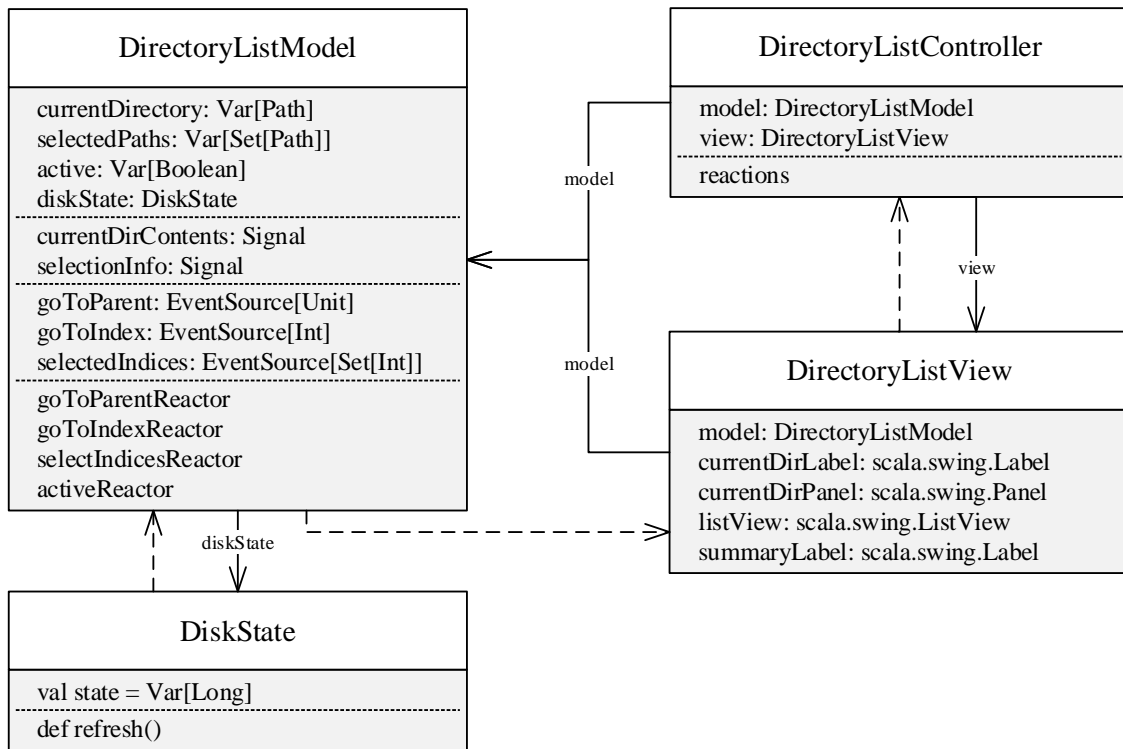 DirectoryListModel
currentDirectory: Var[Path]
selectedPaths: Var[Set[Path]]
active: Var[Boolean]
diskState: DiskState
currentDirContents: Signal
selectionInfo: Signal
goToParent: EventSource[Unit]
goToIndex: EventSource[Int]
selectedIndices: EventSource[Set[Int]]
goToParentReactor
goToIndexReactor
selectIndicesReactor
activeReactor
diskState
DiskState
val state = Var[Long]
def refresh()
model
model
DirectoryListController
model: DirectoryListModel
view: DirectoryListView
reactions
view
DirectoryListView
model: DirectoryListModel
currentDirLabel: scala.swing.Label
currentDirPanel: scala.swing.Panel
listView: scala.swing.ListView
summaryLabel: scala.swing.Label